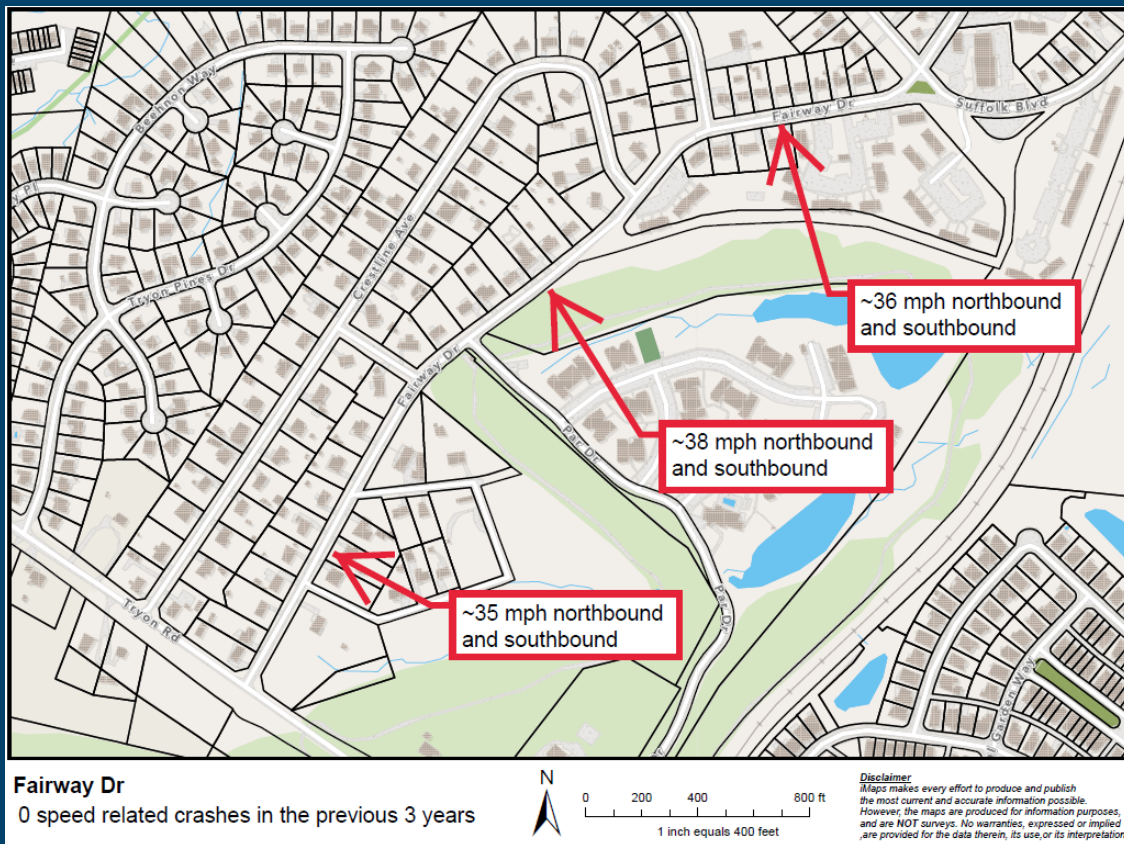 Beehnon Way
Fairway Dr
Suffolk Blvd
y Pl
Crestline Ave
Tryon Pines Dr
~36 mph northbound
and southbound
Fairway Dr
~38 mph northbound
and southbound
Par Dr
~35 mph northbound
and southbound
Par Dr
Tryon Rd
l Garden Way
Fairway Dr
0 speed related crashes in the previous 3 years
N
0 200 400 800 ft
1 inch equals 400 feet
Disclaimer
iMaps makes every effort to produce and publish
the most current and accurate information possible.
However, the maps are produced for information purposes,
and are NOT surveys. No warranties, expressed or implied
,are provided for the data therein, its use,or its interpretation